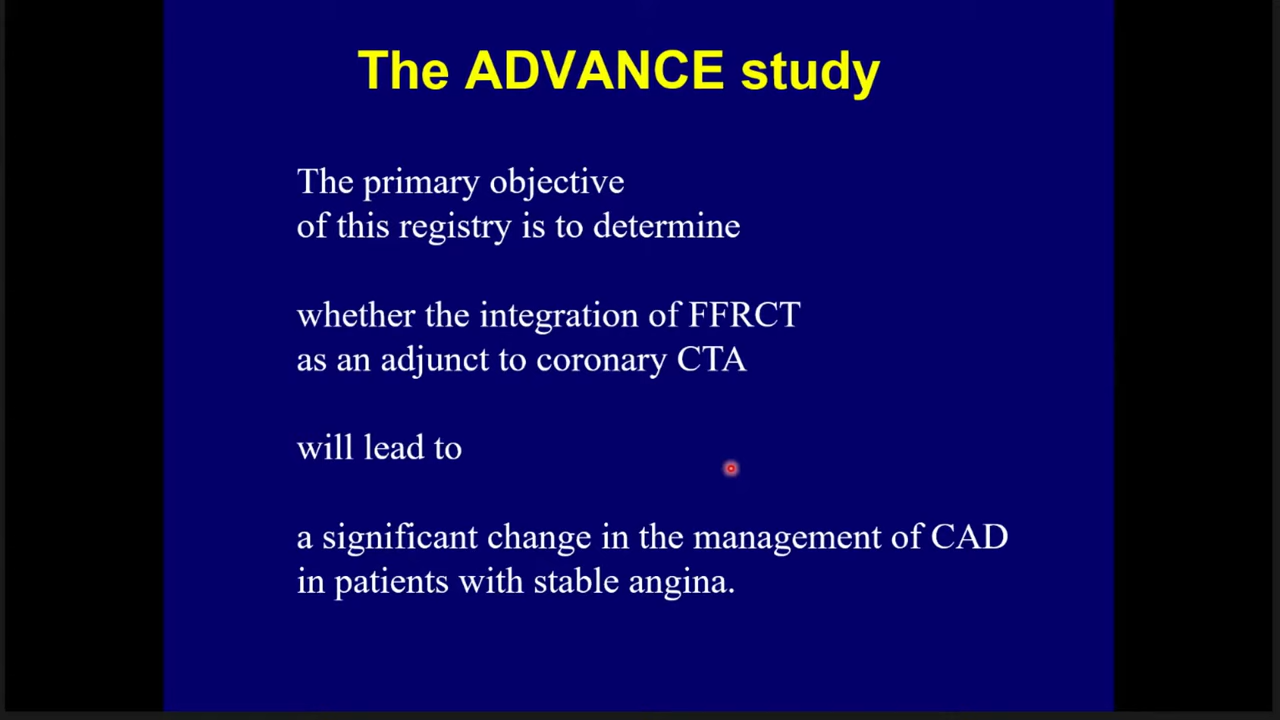 The ADVANCE study
The primary objective
of this registry is to determine
whether the integration of FFRCT
as an adjunct to coronary CTA
will lead to
a significant change in the management of CAD
in patients with stable angina.